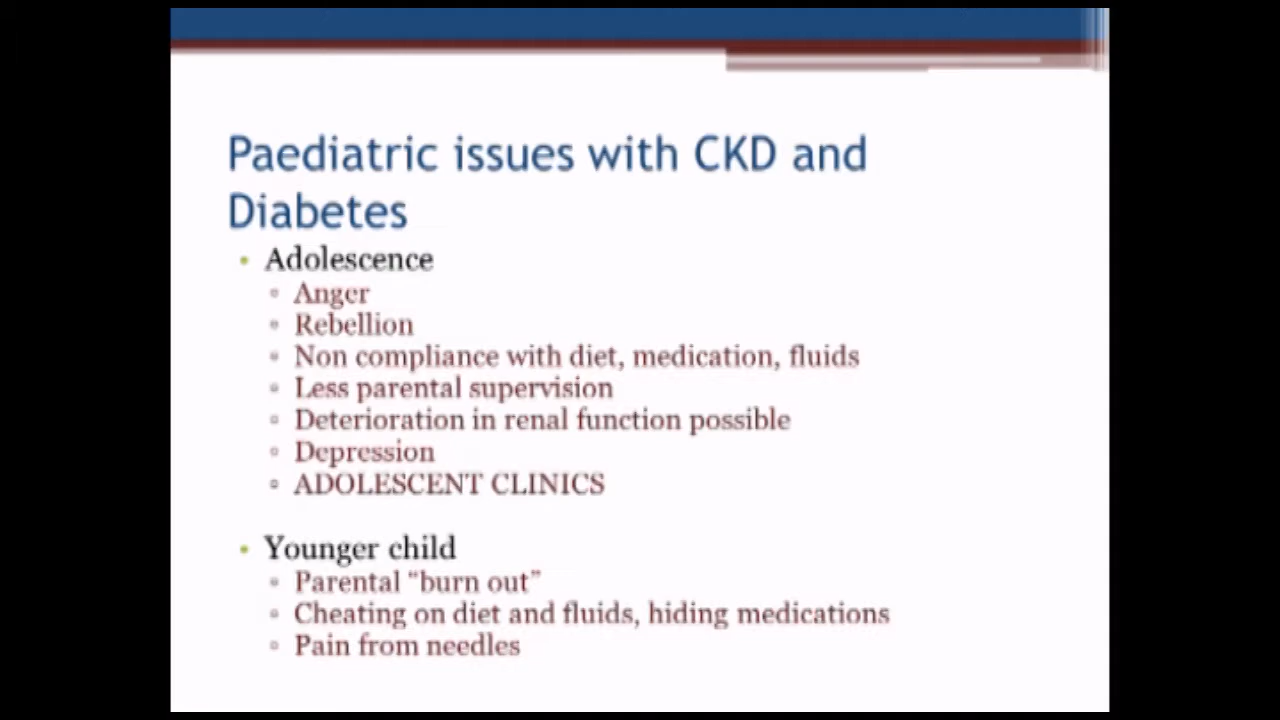 Paediatric issues with CKD and
Diabetes
• Adolescence
▫ Anger
▫ Rebellion
▫ Non compliance with diet, medication, fluids
▫ Less parental supervision
▫ Deterioration in renal function possible
▫ Depression
▫ ADOLESCENT CLINICS
• Younger child
▫ Parental “burn out”
▫ Cheating on diet and fluids, hiding medications
▫ Pain from needles